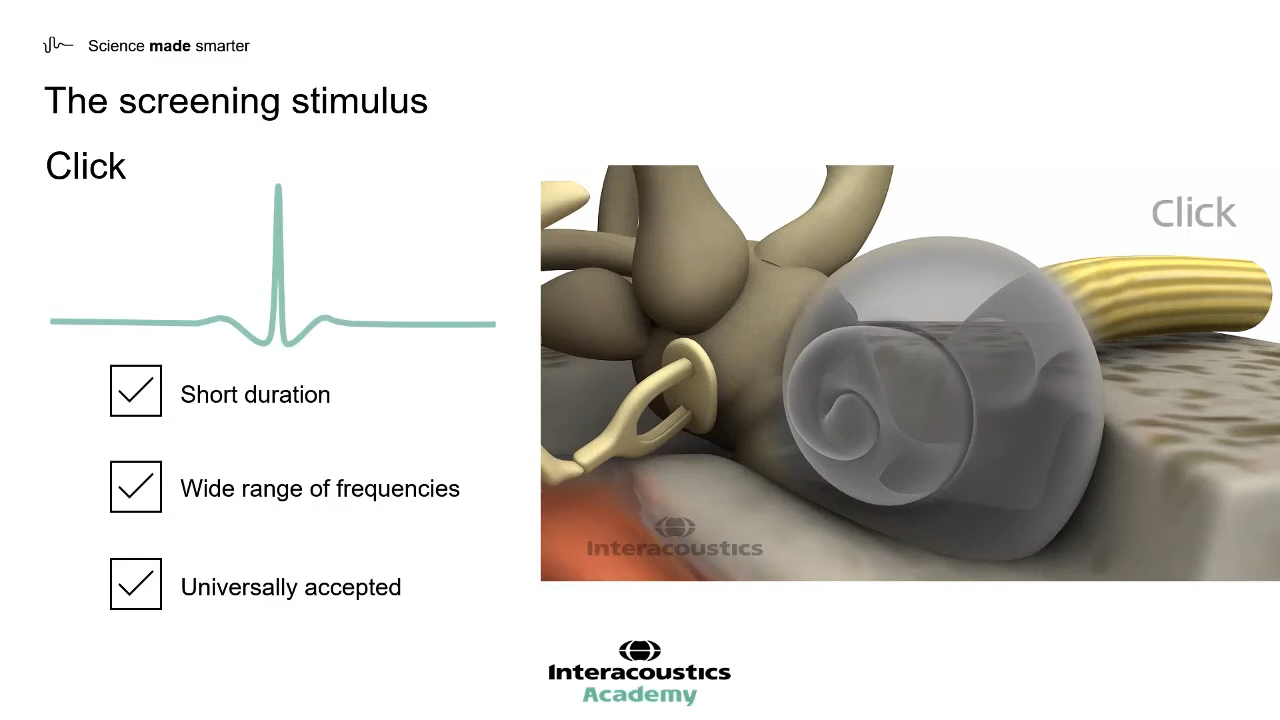 Science made smarter
The screening stimulus
Click
Click
Short duration
Wide range of frequencies
Universally accepted
Interacoustics
Interacoustics
Academy